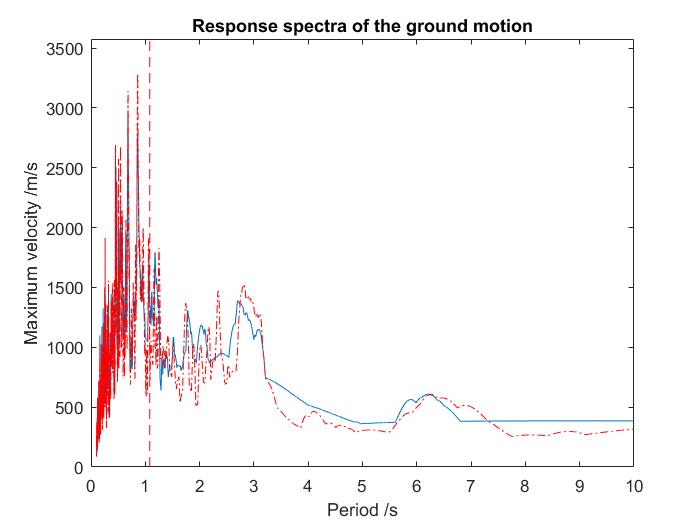 Response spectra of the ground motion
3500
3000
2500
2000
1500
1000
500
0
Maximum velocity /m/s
0 1 2 3 4 5 6 7 8 9 10
Period /s